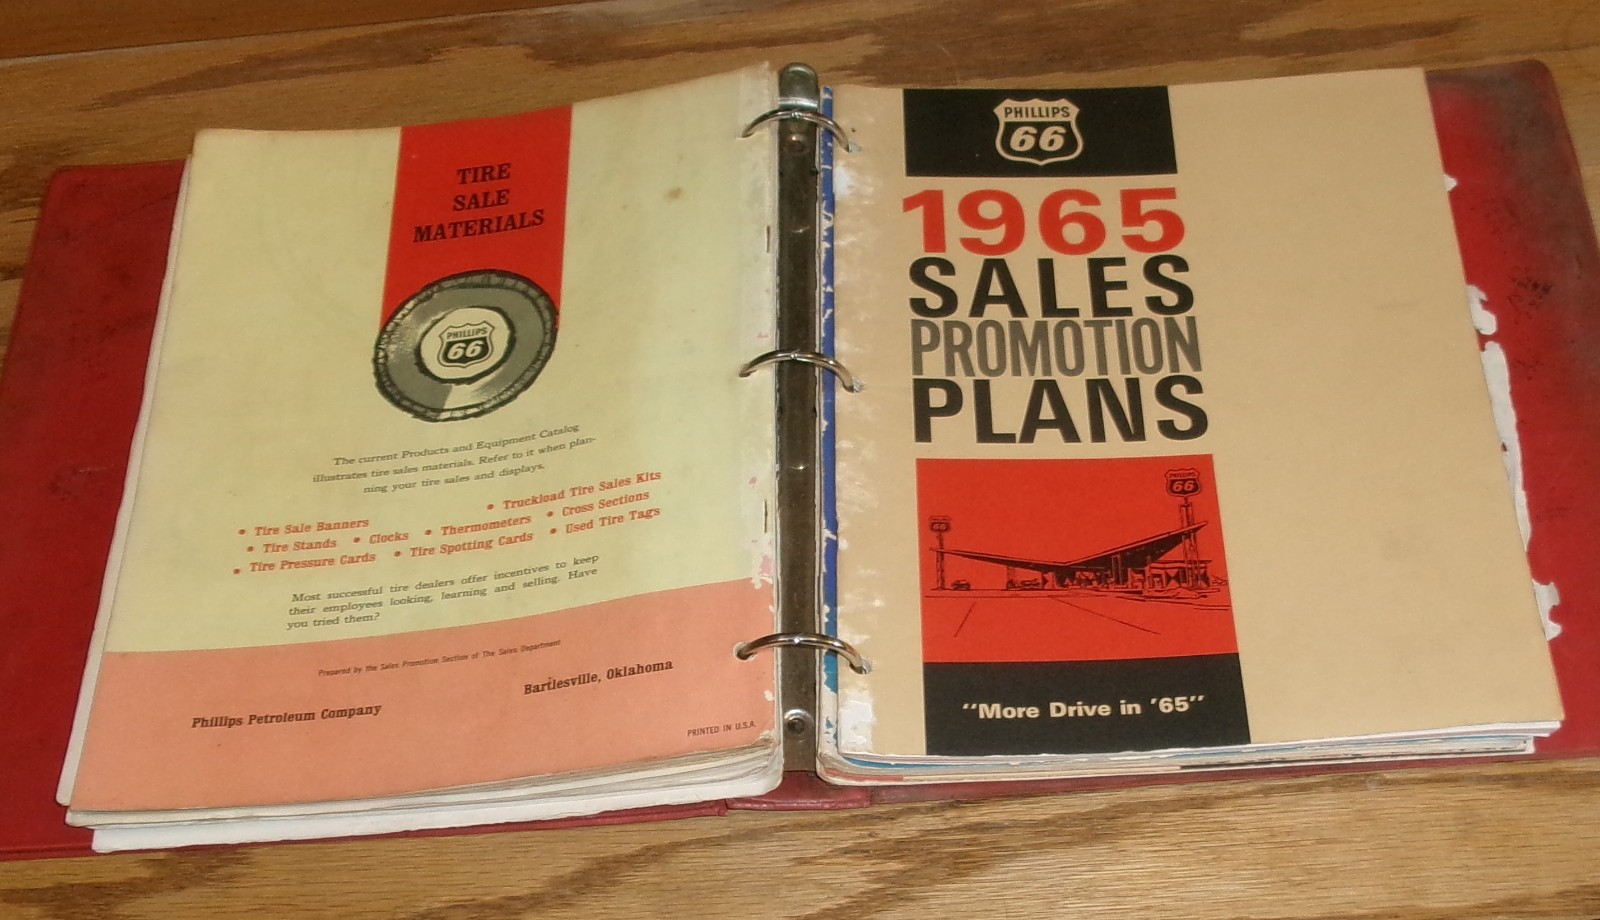 TIRE
SALE
MATERIALS
PHILLIPS
66
The current Products and Equipment Catalog
illustrates tire sales materials. Refer to it when plan-
ning your tire sales and displays.
• Truckload Tire Sales Kits
• Tire Sale Banners
• Thermometers • Cross Sections
• Tire Stands • Clocks
• Tire Pressure Cards • Tire Spotting Cards • Used Tire Tags
Most successful tire dealers offer incentives to keep
their employees looking, learning and selling. Have
you tried them?
Prepared by the Sales Promotion Section of The Sales Department
Phillips Petroleum Company
Bartlesville, Oklahoma
PRINTED IN U.S.A.
PHILLIPS
66
1965
SALES
PROMOTION
PLANS
PHILLIPS
66
66
"More Drive in '65"